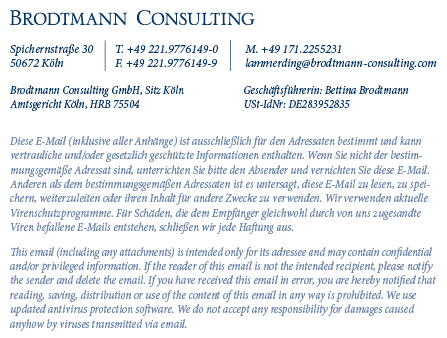 BRODTMANN CONSULTING
Spichernstraße 30 T. +49 221.9776149-0 M. +49 171.2255231
50672 Köln F. +49 221.9776149-9 lammerding@brodtmann-consulting.com
Brodtmann Consulting GmbH, Sitz Köln Geschäftsführerin: Bettina Brodtmann
Amtsgericht Köln, HRB 75504 USt-IdNr: DE283952835
Diese E-Mail (inklusive aller Anhänge) ist ausschließlich für den Adressaten bestimmt und kann
vertrauliche und/oder gesetzlich geschützte Informationen enthalten. Wenn Sie nicht der bestim-
mungsgemäße Adressat sind, unterrichten Sie bitte den Absender und vernichten Sie diese E-Mail.
Anderen als dem bestimmungsgemäßen Adressaten ist es untersagt, diese E-Mail zu lesen, zu spei-
chern, weiterzuleiten oder ihren Inhalt für andere Zwecke zu verwenden. Wir verwenden aktuelle
Virenschutzprogramme. Für Schäden, die dem Empfänger gleichwohl durch von uns zugesandte
Viren befallene E-Mails entstehen, schließen wir jede Haftung aus.
This email (including any attachments) is intended only for its adressee and may contain confidential
and/or privileged information. If the reader of this email is not the intended recipient, please notify
the sender and delete the email. If you have received this email in error, you are hereby notified that
reading, saving, distribution or use of the content of this email in any way is prohibited. We use
updated antivirus protection software. We do not accept any responsibility for damages caused
anyhow by viruses transmitted via email.